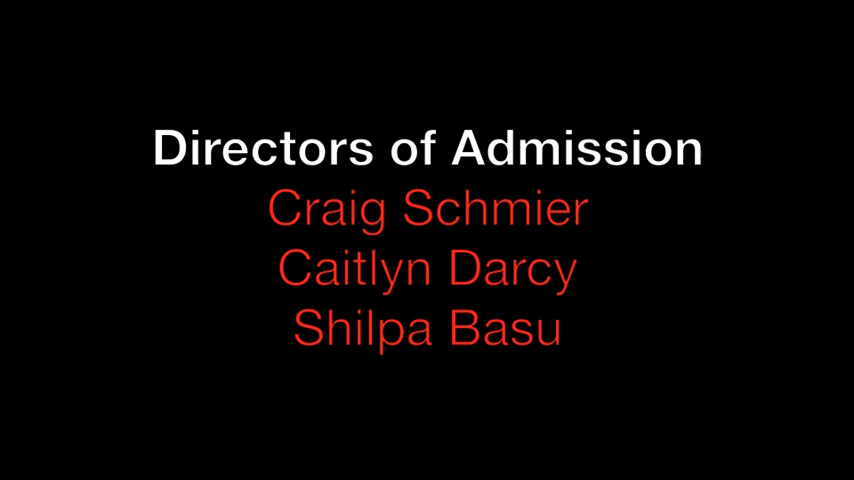 Directors of Admission
Craig Schmier
Caitlyn Darcy
Shilpa Basu